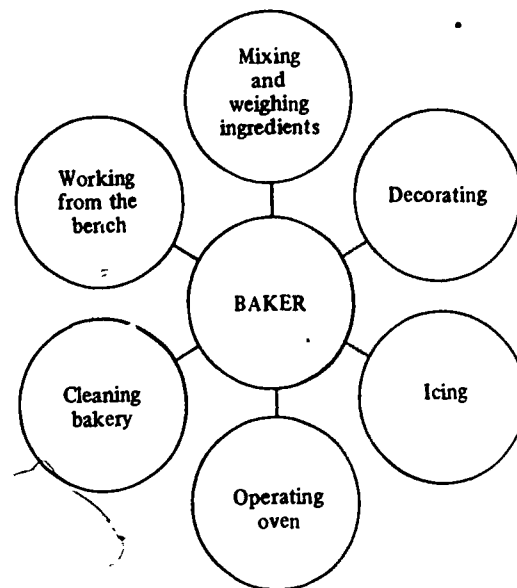 Mixing
and
weighing
ingredients
Decorating
Working
from the
bench
BAKER
Icing
Cleaning
bakery
Operating
oven